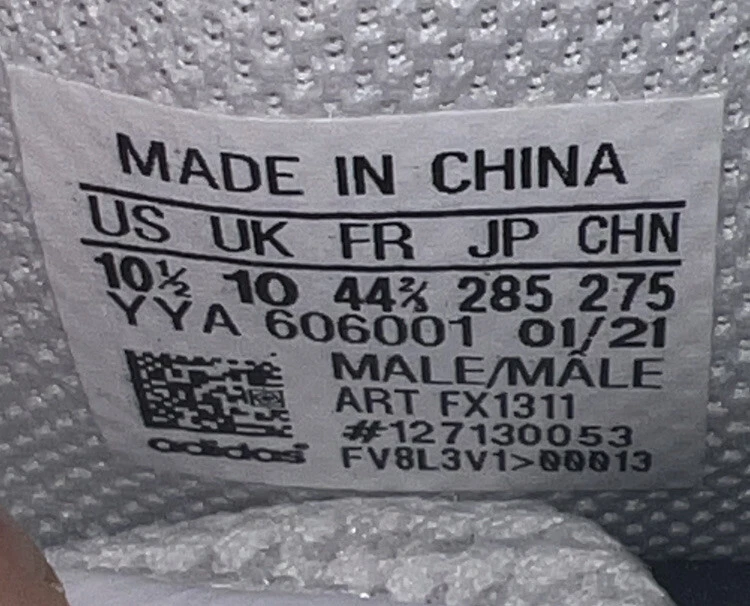 MADE IN CHINA
US UK FR JP CHN
10½ 10 44⅔ 285 275
YYA 606001 01/21
MALE/MÂLE
ART FX1311
#127130053
adidas
FV8L3V1>00013